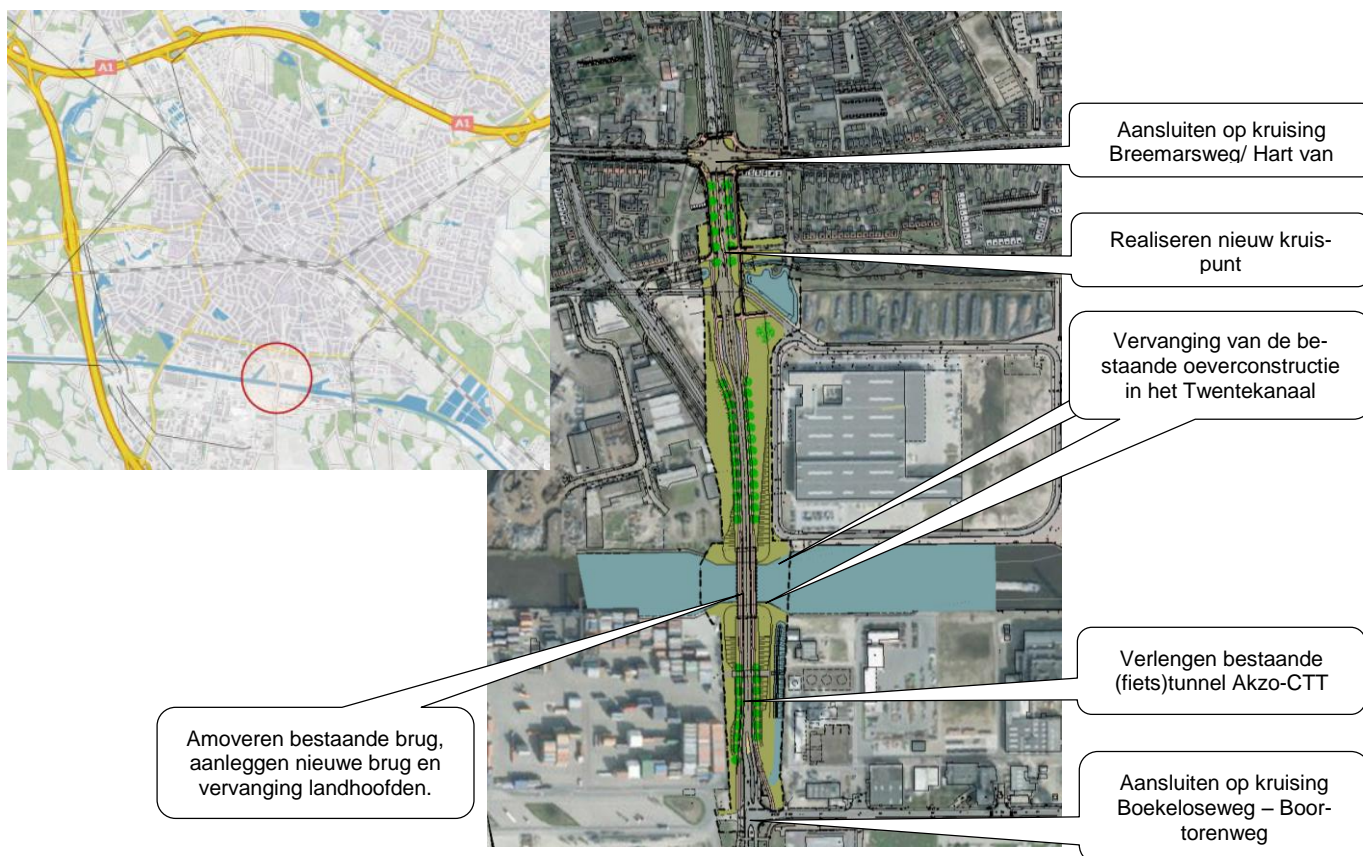 A1
A1
Aansluiten op kruising
Breemarsweg/ Hart van
Realiseren nieuw kruis-
punt
Vervanging van de be-
staande oeverconstructie
in het Twentekanaal
Verlengen bestaande
(fiets)tunnel Akzo-CTT
Amoveren bestaande brug,
aanleggen nieuwe brug en
vervanging landhoofden.
Aansluiten op kruising
Boekeloseweg – Boor-
torenweg